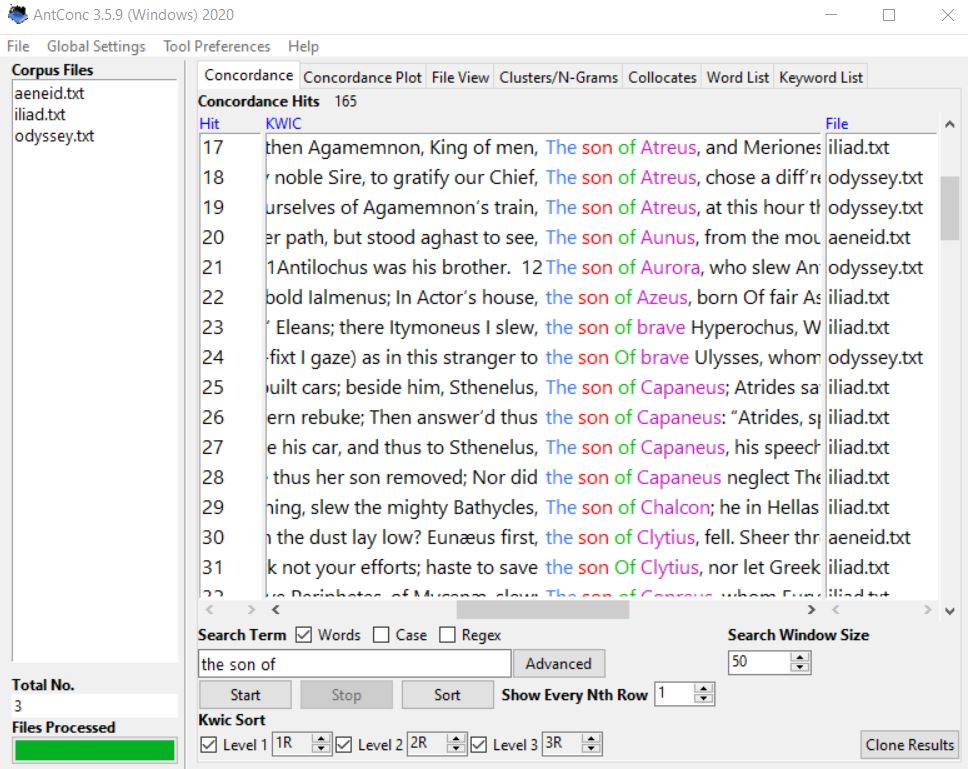 AntConc 3.5.9 (Windows) 2020
File Global Settings Tool Preferences Help
Corpus Files
aeneid.txt
iliad.txt
odyssey.txt
Total No.
3
Files Processed
Concordance Concordance Plot File View Clusters/N-Grams Collocates Word List Keyword List
Concordance Hits 165
Hit KWIC File
17 then Agamemnon, King of men, The son of Atreus, and Meriones iliad.txt
18 noble Sire, to gratify our Chief, The son of Atreus, chose a diff’re odyssey.txt
19 urselves of Agamemnon’s train, The son of Atreus, at this hour th odyssey.txt
20 er path, but stood aghast to see, The son of Aunus, from the mou aeneid.txt
21 1Antilochus was his brother. 12 The son of Aurora, who slew An odyssey.txt
22 bold Ialmenus; In Actor’s house, the son of Azeus, born Of fair As iliad.txt
23 ’ Eleans; there Itymoneus I slew, the son of brave Hyperochus, W iliad.txt
24 -fixt I gaze) as in this stranger to the son Of brave Ulysses, whom odyssey.txt
25 built cars; beside him, Sthenelus, The son of Capaneus; Atrides sa iliad.txt
26 ern rebuke; Then answer’d thus the son of Capaneus: “Atrides, sp iliad.txt
27 e his car, and thus to Sthenelus, The son of Capaneus, his speech iliad.txt
28 thus her son removed; Nor did the son of Capaneus neglect The iliad.txt
29 ning, slew the mighty Bathycles, The son of Chalcon; he in Hellas iliad.txt
30 the dust lay low? Eunæus first, the son of Clytius, fell. Sheer thr aeneid.txt
31 k not your efforts; haste to save the son Of Clytius, nor let Greek iliad.txt
Search Term Words Case Regex Search Window Size
the son of Advanced 50
Start Stop Sort Show Every Nth Row 1
Kwic Sort
Level 1 1R Level 2 2R Level 3 3R Clone Results